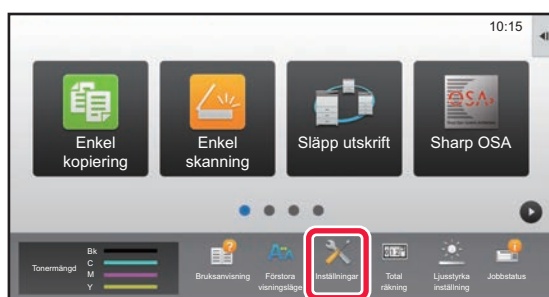 10:15
Enkel
kopiering
Enkel
skanning
Släpp utskrift
Sharp OSA
Tonermängd
Bk
C
M
Y
Bruksanvisning
Förstora
visningsläge
Inställningar
Total
räkning
Ljusstyrka
inställning
Jobbstatus